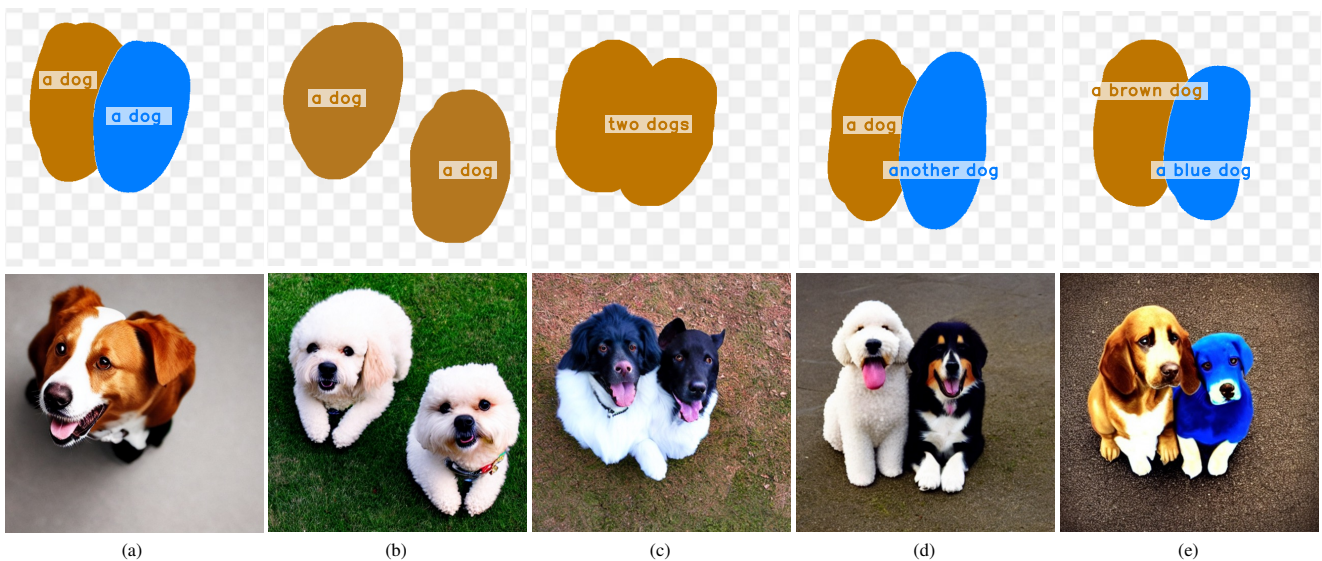 a dog
a dog
a dog
a dog
two dogs
a dog
another dog
a brown dog
a blue dog
(a)
(b)
(c)
(d)
(e)